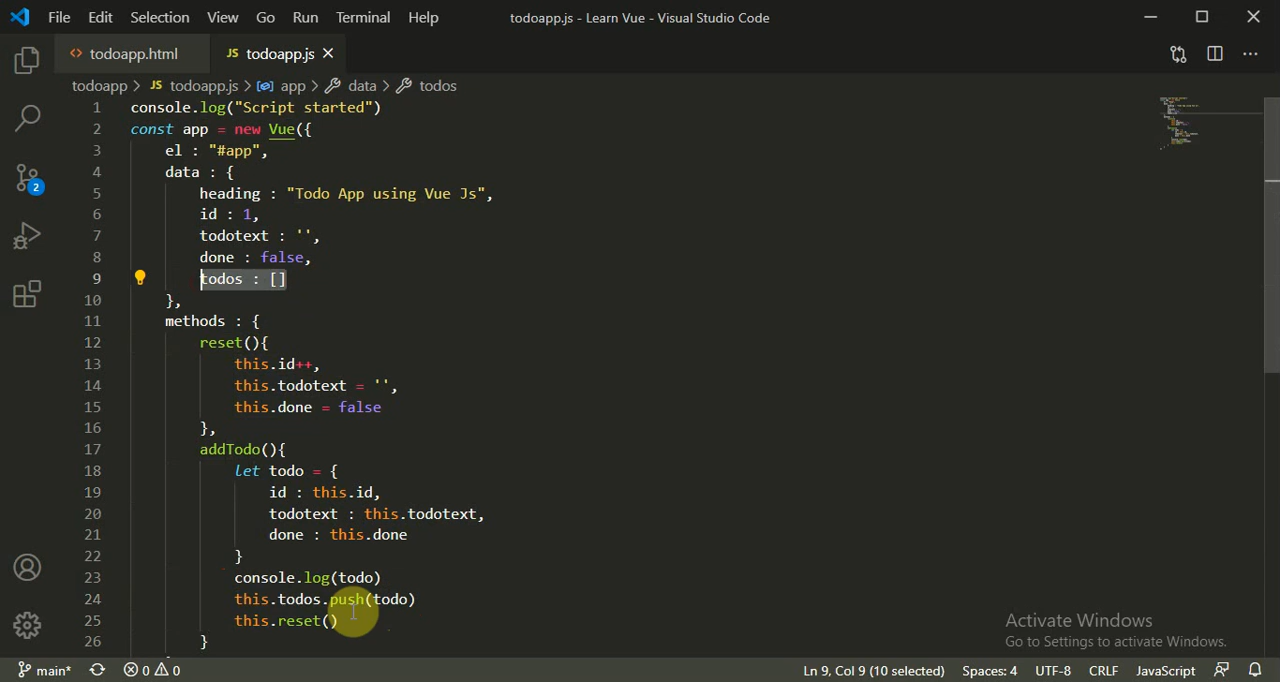 File Edit Selection View Go Run Terminal Help todoapp.js - Learn Vue - Visual Studio Code
<> todoapp.html JS todoapp.js
todoapp > JS todoapp.js > app > data > todos
1 console.log("Script started")
2 const app = new Vue({
3 el : "#app",
4 data : {
5 heading : "Todo App using Vue Js",
6 id : 1,
7 todotext : '',
8 done : false,
9 todos : []
10 },
11 methods : {
12 reset(){
13 this.id++,
14 this.todotext = '',
15 this.done = false
16 },
17 addTodo(){
18 let todo = {
19 id : this.id,
20 todotext : this.todotext,
21 done : this.done
22 }
23 console.log(todo)
24 this.todos.push(todo)
25 this.reset()
26 }
2
Activate Windows
Go to Settings to activate Windows.
main* 0 0 Ln 9, Col 9 (10 selected) Spaces: 4 UTF-8 CRLF JavaScript